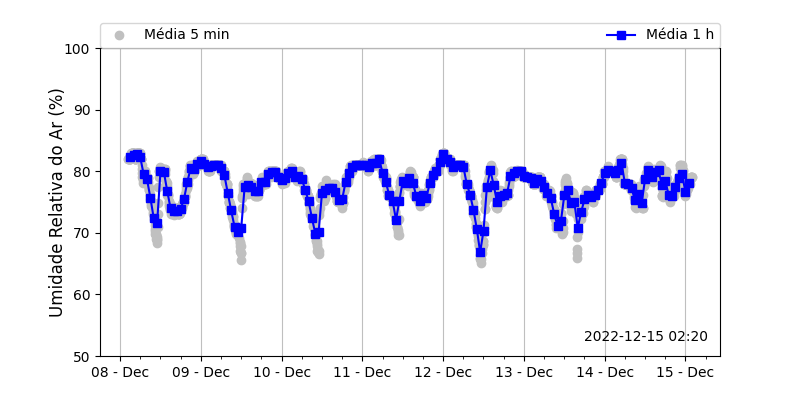 Média 5 min
Média 1 h
100
90
80
70
60
50
Umidade Relativa do Ar (%)
2022-12-15 02:20
08 - Dec
09 - Dec
10 - Dec
11 - Dec
12 - Dec
13 - Dec
14 - Dec
15 - Dec